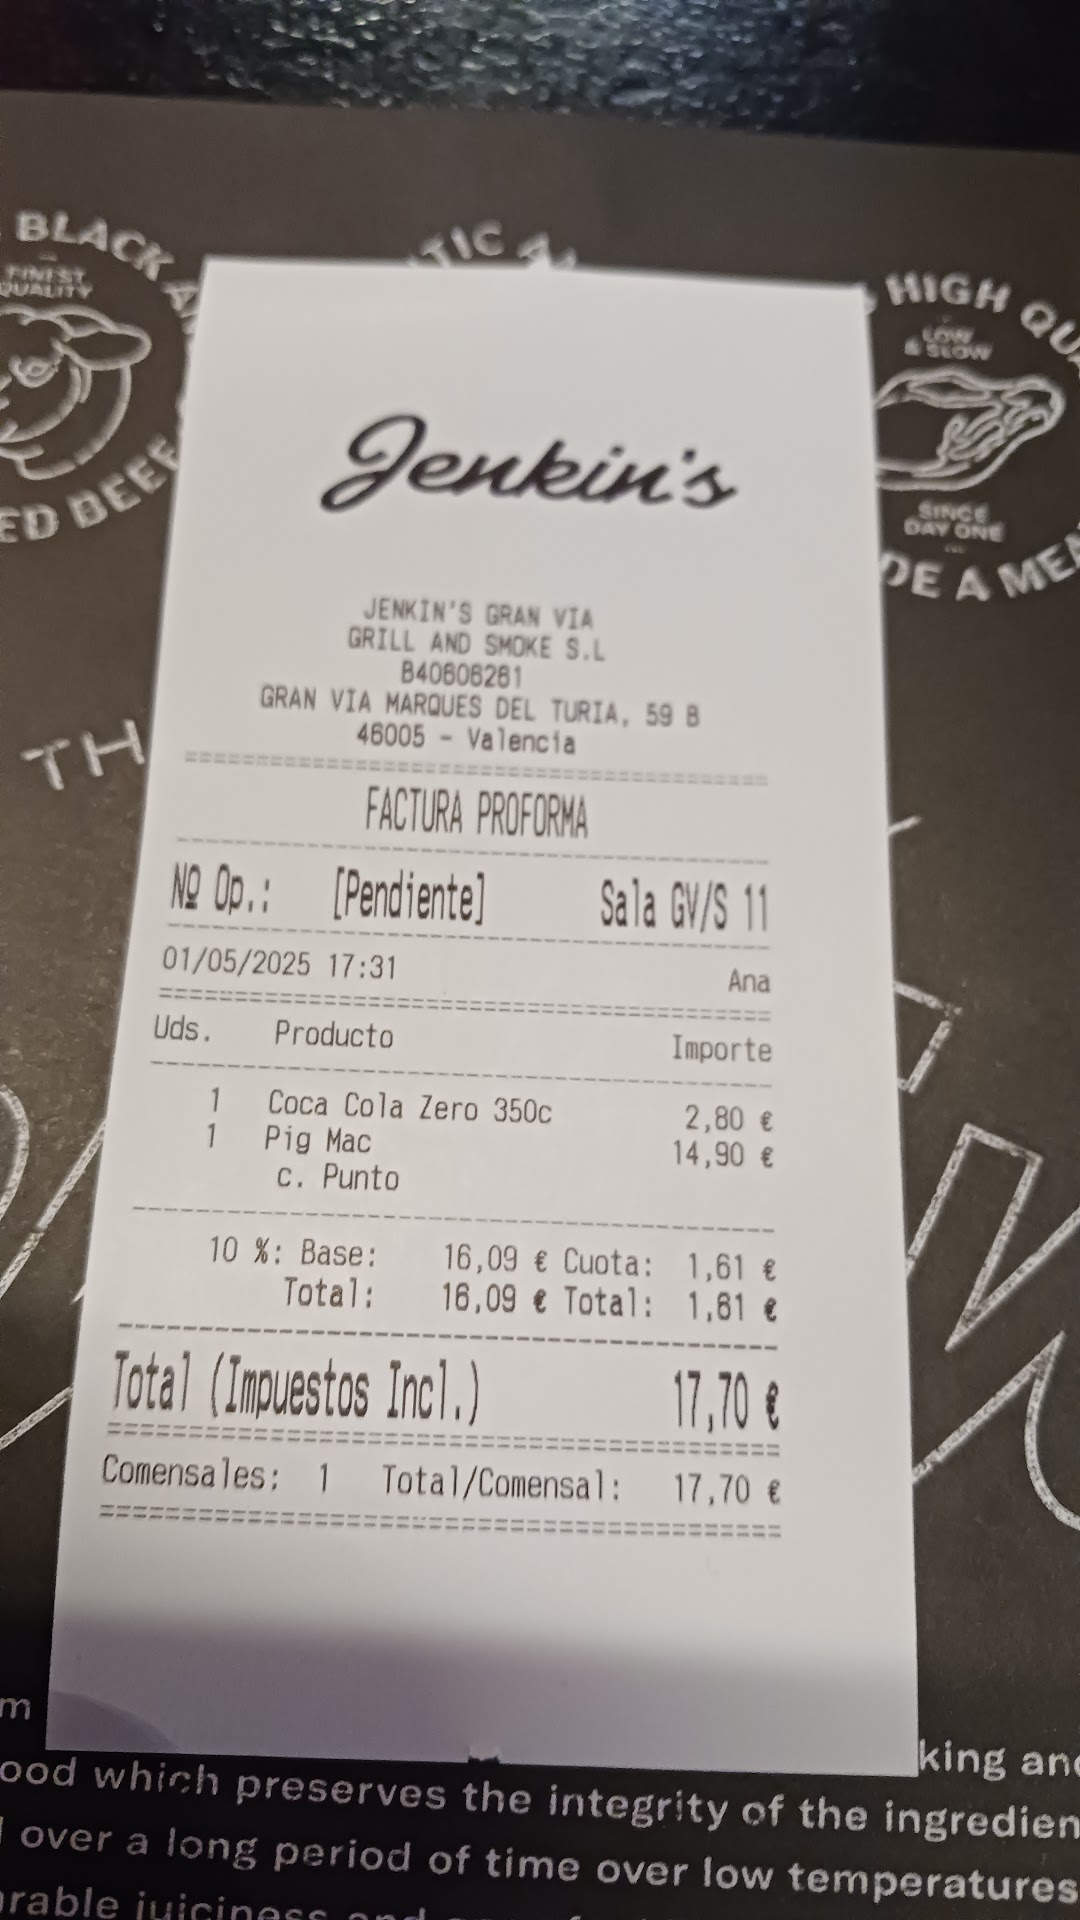 BLACK
FINEST
QUALITY
ED BEEF
TIC
HIGH
LOW
& SLOW
SINCE
DAY ONE
DE A
TH
Jenkin's
JENKIN'S GRAN VIA
GRILL AND SMOKE S.L
B40606261
GRAN VIA MARQUES DEL TURIA, 59 B
46005 - Valencia
FACTURA PROFORMA
Nº Op.: [Pendiente] Sala GV/S 11
01/05/2025 17:31 Ana
Uds. Producto Importe
1 Coca Cola Zero 350c 2,80 €
1 Pig Mac 14,90 €
c. Punto
10 %: Base: 16,09 € Cuota: 1,61 €
Total: 16,09 € Total: 1,61 €
Total (Impuestos Incl.) 17,70 €
Comensales: 1 Total/Comensal: 17,70 €
m king and
ood which preserves the integrity of the ingredien
over a long period of time over low temperatures
rable juiciness and